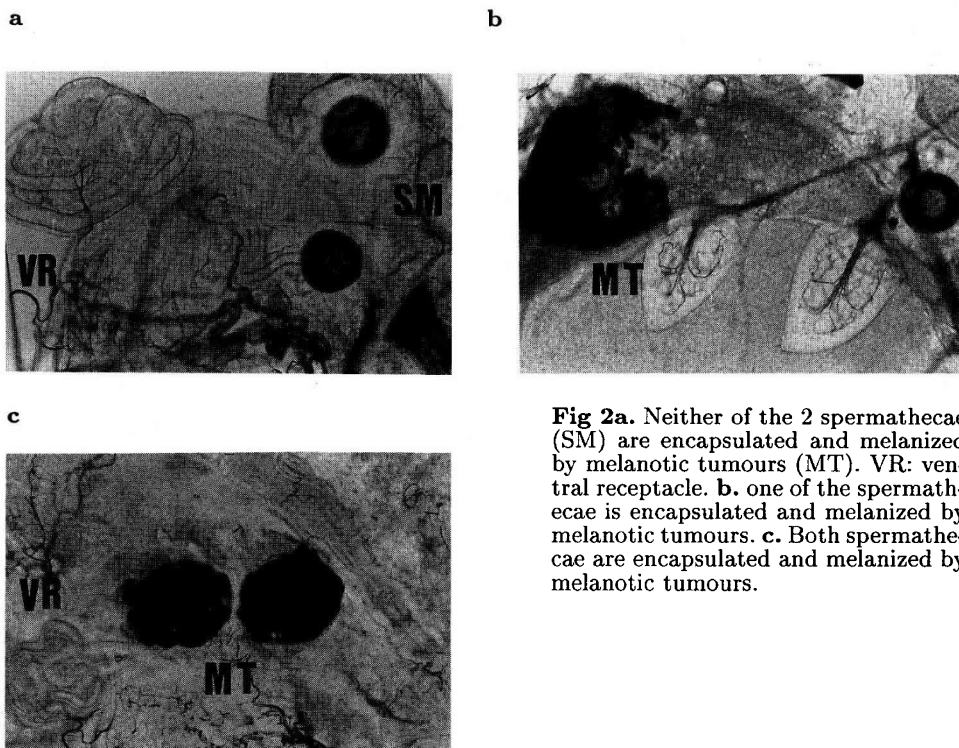 a
b
SM
VR
MT
c
VR
MT
Fig 2a. Neither of the 2 spermathecae
(SM) are encapsulated and melanized
by melanotic tumours (MT). VR: ven-
tral receptacle. b. one of the spermath-
ecae is encapsulated and melanized by
melanotic tumours. c. Both spermathe-
cae are encapsulated and melanized by
melanotic tumours.